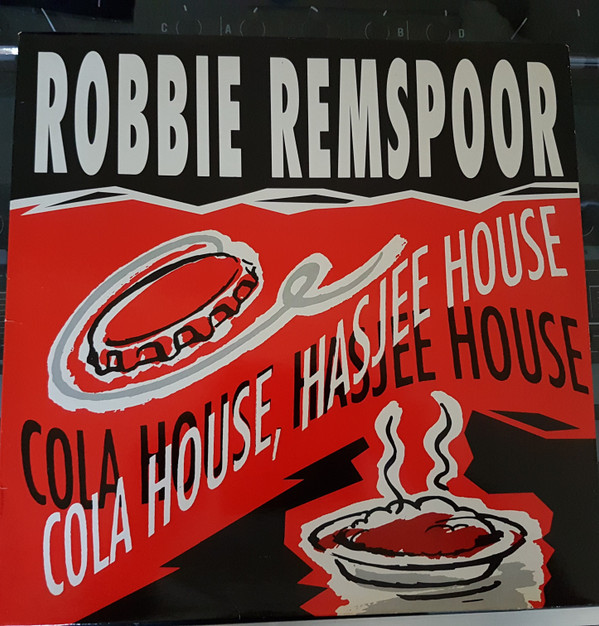 C A B D
ROBBIE REMSPOOR
COLA HOUSE, HASJEE HOUSE
COLA HOUSE, HASJEE HOUSE